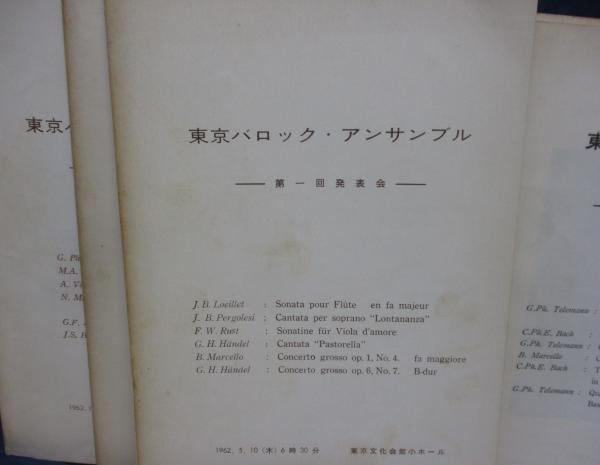 東京バロック・アンサンブル
第一回発表会
J. B. Loeillet : Sonata pour Flûte en fa majeur
J. B. Pergolesi ; Cantata per soprano "Lontananza"
F. W. Rust : Sonatine für Viola d'amore
G. H. Händel : Cantata "Pastorella"
B. Marcello : Concerto grosso op. 1, No. 4. fa maggiore
G. H. Händel : Concerto grosso op. 6, No. 7. B-dur
1962. 5. 10 (木) 6時30分 東京文化会館小ホール
東京
G.
M.A.
A.
N.
G.F.
J.S.
1962.
G.Ph. Telemann :
C.Ph.E. Bach :
G.Ph. Telemann :
B. Marcello :
C.Ph.E. Bach :
in
G.Ph. Telemann :